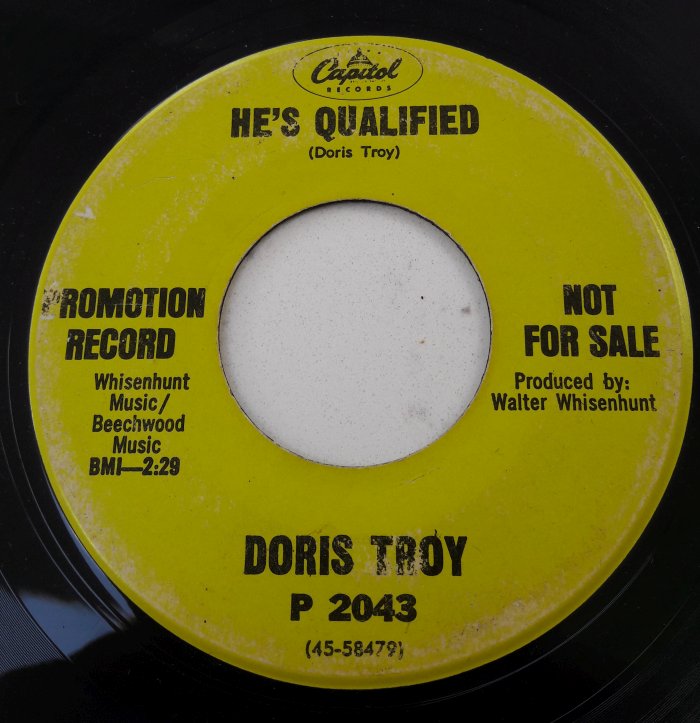 Capitol
RECORDS
HE'S QUALIFIED
(Doris Troy)
PROMOTION
RECORD
Whisenhunt
Music/
Beechwood
Music
BMI—2:29
NOT
FOR SALE
Produced by:
Walter Whisenhunt
DORIS TROY
P 2043
(45-58479)